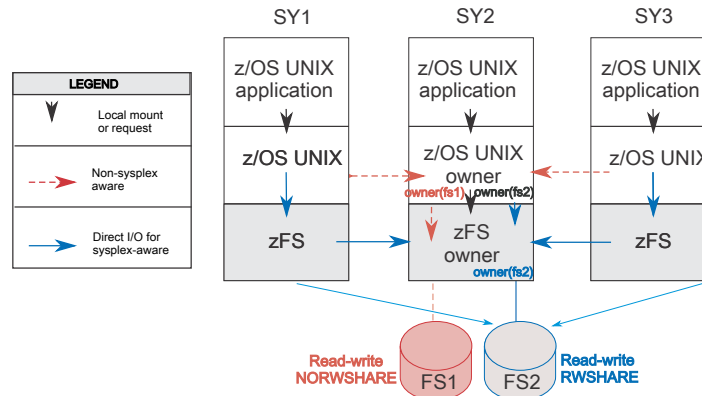 SY1 SY2 SY3
LEGEND
Local mount
or request
Non-sysplex
aware
Direct I/O for
sysplex-aware
z/OS UNIX
application
z/OS UNIX
application
z/OS UNIX
application
z/OS UNIX
z/OS UNIX
owner
owner(fs1) owner(fs2)
z/OS UNIX
zFS
zFS
owner
owner(fs2)
zFS
Read-write
NORWSHARE
FS1
FS2
Read-write
RWSHARE